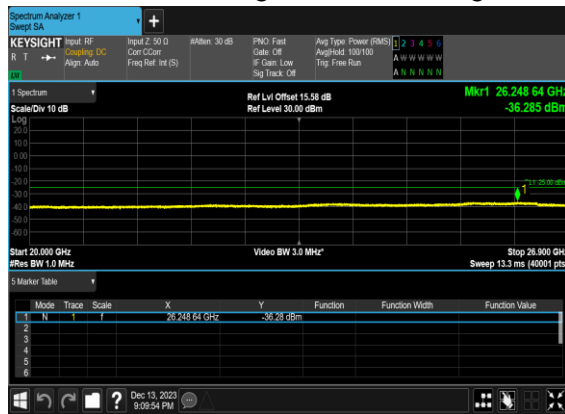 Spectrum Analyzer 1
Swept SA
KEYSIGHT Input: RF Input Z: 50 Ω #Atten: 30 dB PNO: Fast Avg Type: Power (RMS) 1 2 3 4 5 6
R T Coupling: DC Corr CCorr Gate: Off Avg|Hold: 100/100 A W W W W W
Align: Auto Freq Ref: Int (S) IF Gain: Low Trig: Free Run
Sig Track: Off A N N N N N
LXI
1 Spectrum Ref Lvl Offset 15.58 dB Mkr1 26.248 64 GHz
Scale/Div 10 dB Ref Level 30.00 dBm -36.285 dBm
Log
20.0
10.0
0.00
-10.0
-20.0
DL1 -25.00 dBm
-30.0
1
-40.0
-50.0
-60.0
Start 20.000 GHz Video BW 3.0 MHz* Stop 26.900 GHz
#Res BW 1.0 MHz Sweep 13.3 ms (40001 pts
5 Marker Table
Mode Trace Scale X Y Function Function Width Function Value
1 N 1 f 26.248 64 GHz -36.28 dBm
2
3
4
5
6
? Dec 13, 2023
9:09:54 PM